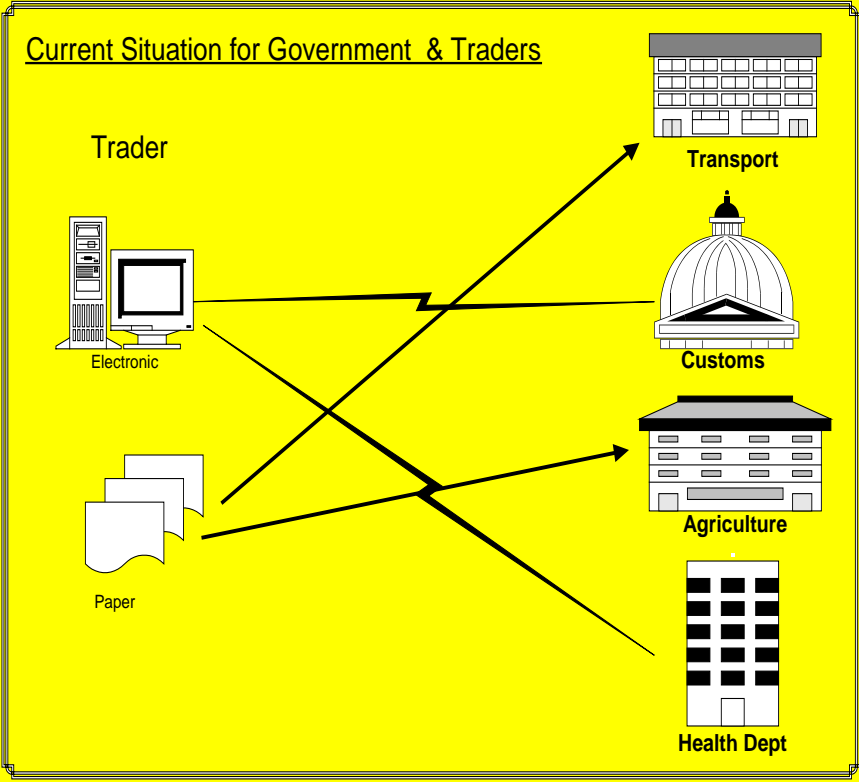 Current Situation for Government & Traders
Trader
Transport
Electronic
Customs
Paper
Agriculture
Health Dept